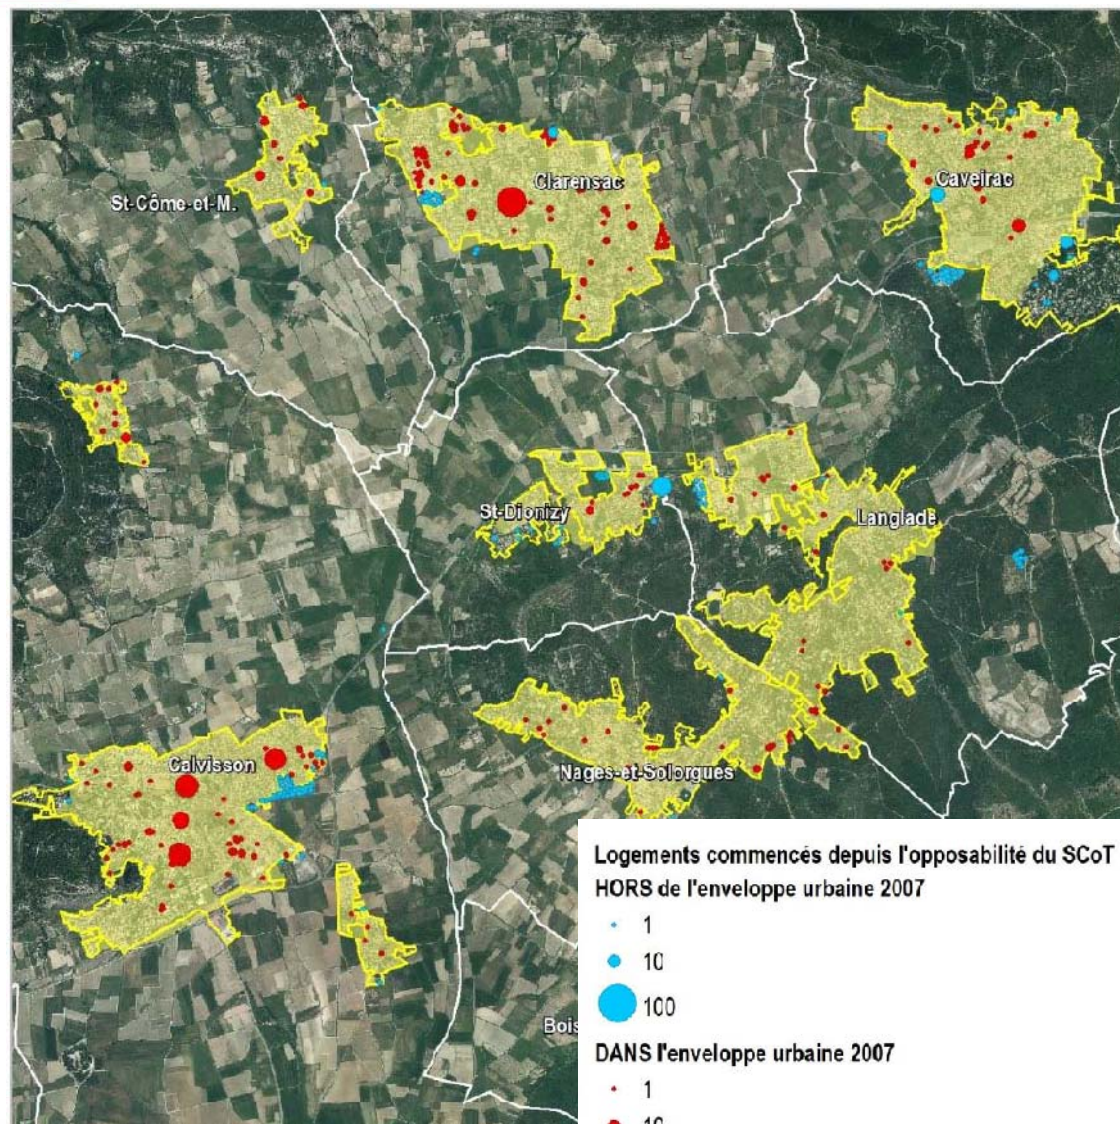 St-Côme-et-M.
Clarensac
Caveirac
St-Dionizy
Langlade
Calvisson
Nages-et-Solorgues
Bois
Logements commencés depuis l'opposabilité du SCoT
HORS de l'enveloppe urbaine 2007
1
10
100
DANS l'enveloppe urbaine 2007
1
10